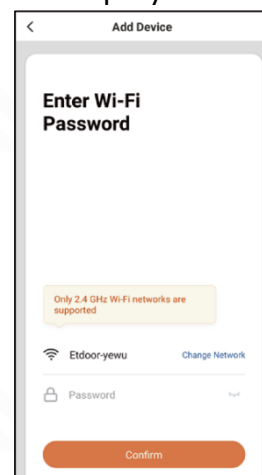 Add Device
Enter Wi-Fi
Password
Only 2.4 GHz Wi-Fi networks are
supported
Etdoor-yewu Change Network
Password
Confirm